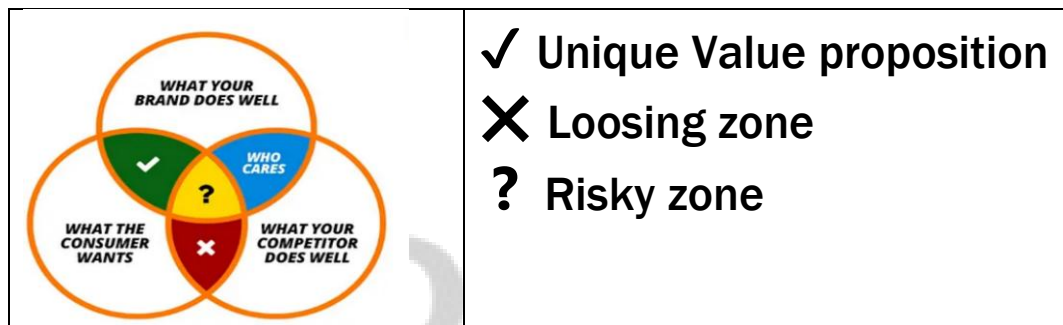 WHAT YOUR
BRAND DOES WELL
✓
WHO
CARES
?
WHAT THE
CONSUMER
WANTS
✖
WHAT YOUR
COMPETITOR
DOES WELL
✓ Unique Value proposition
✕ Loosing zone
? Risky zone